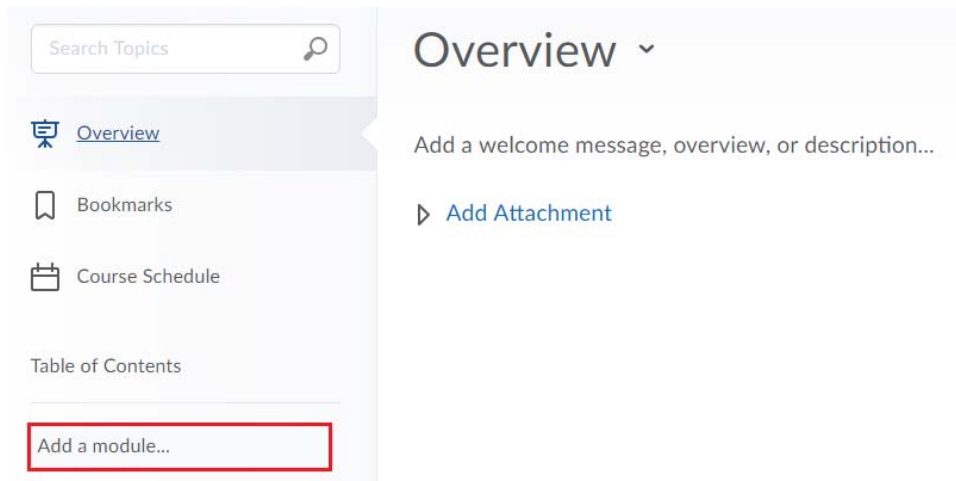 Search Topics
Overview
Bookmarks
Course Schedule
Table of Contents
Add a module...
Overview
Add a welcome message, overview, or description...
Add Attachment